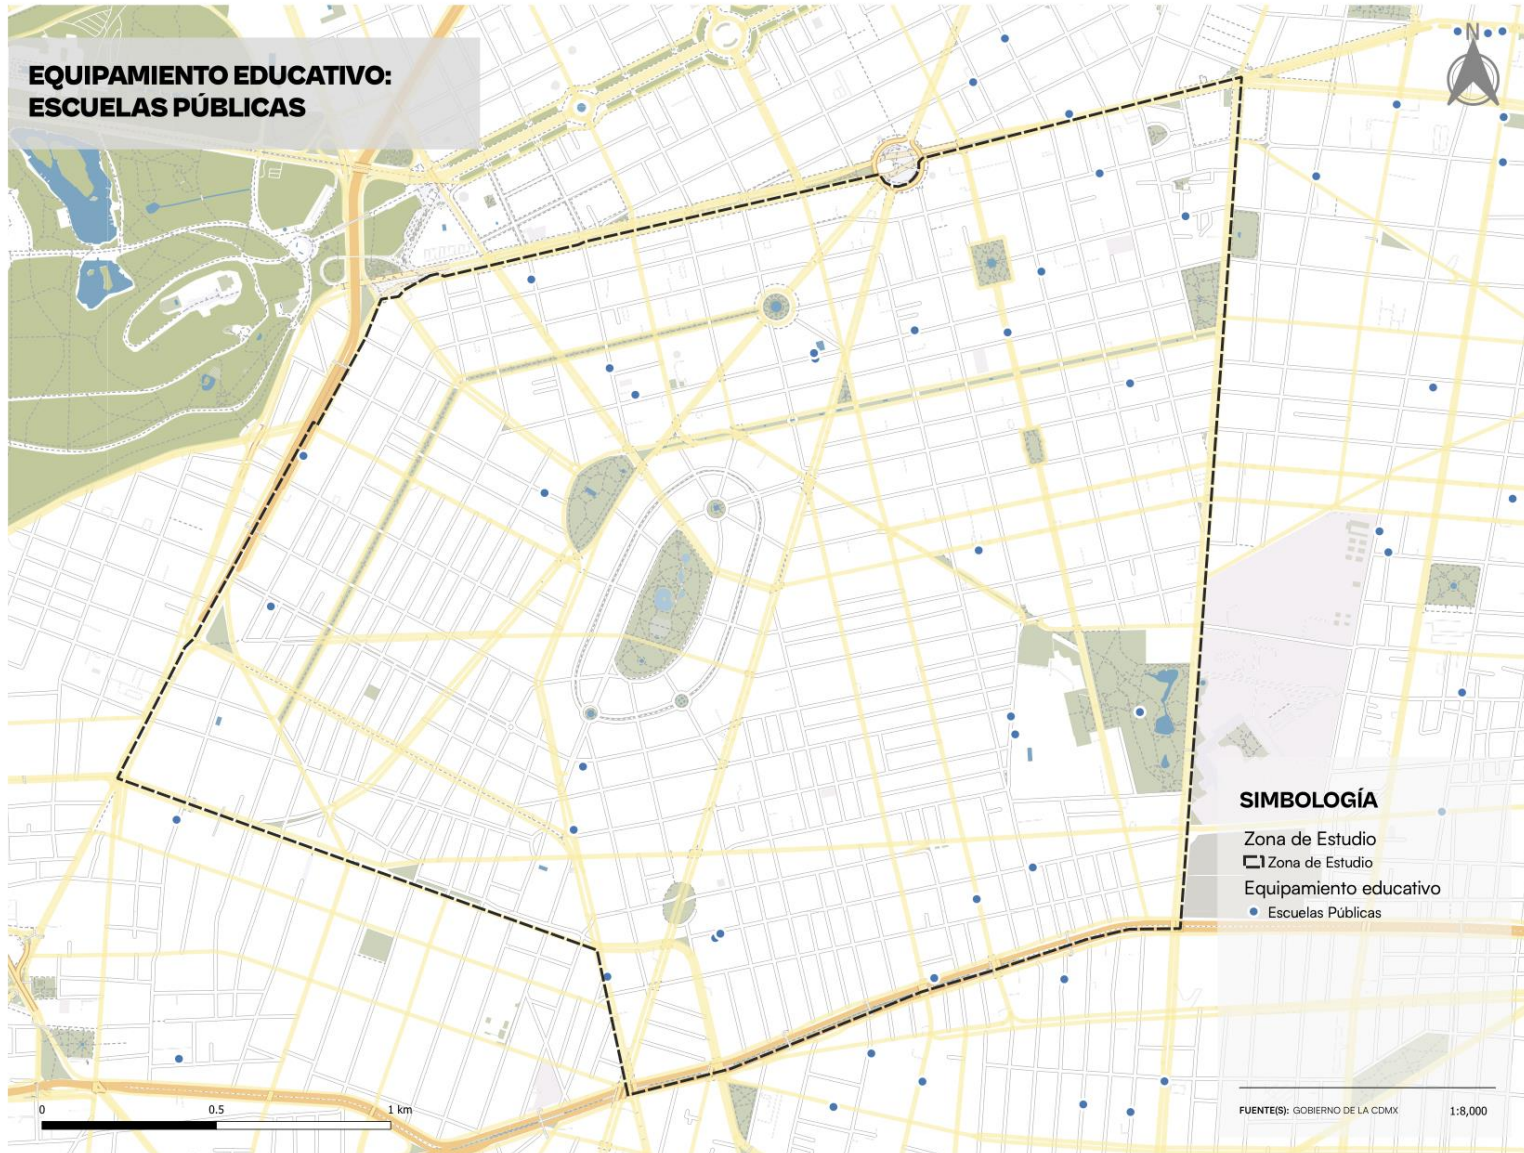 EQUIPAMIENTO EDUCATIVO:
ESCUELAS PÚBLICAS
N
SIMBOLOGÍA
Zona de Estudio
Zona de Estudio
Equipamiento educativo
Escuelas Públicas
FUENTE(S): GOBIERNO DE LA CDMX 1:8,000
0 0.5 1 km